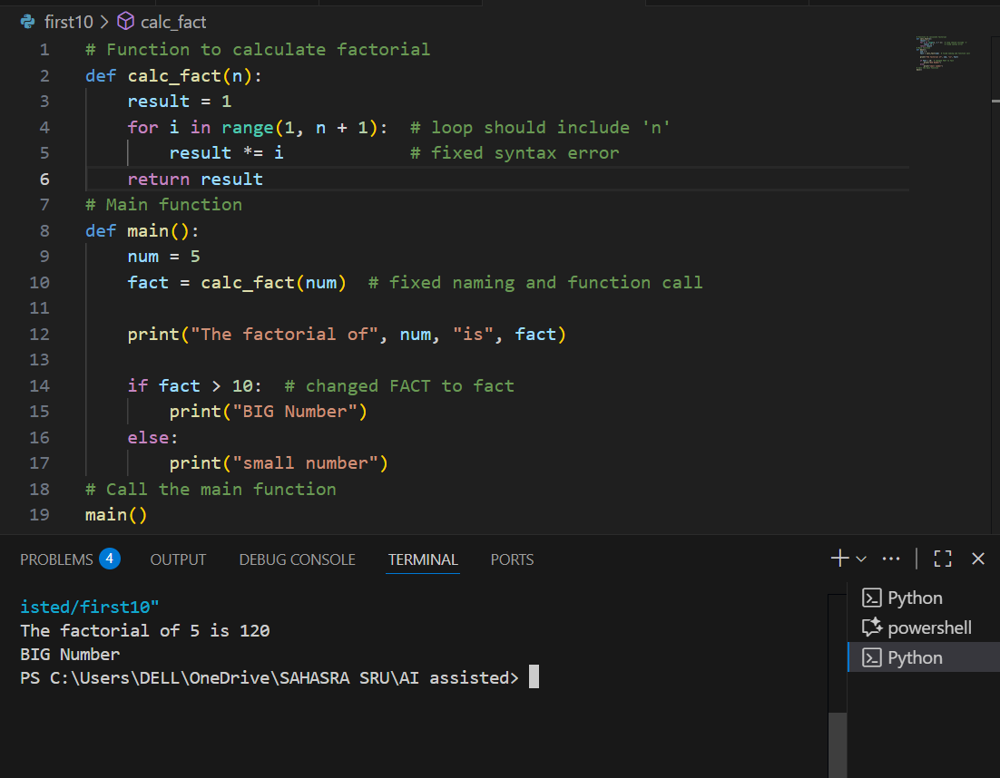 first10 > calc_fact
1 # Function to calculate factorial
2 def calc_fact(n):
3     result = 1
4     for i in range(1, n + 1):  # loop should include 'n'
5         result *= i            # fixed syntax error
6     return result
7 # Main function
8 def main():
9     num = 5
10     fact = calc_fact(num)  # fixed naming and function call
11
12     print("The factorial of", num, "is", fact)
13
14     if fact > 10:  # changed FACT to fact
15         print("BIG Number")
16     else:
17         print("small number")
18 # Call the main function
19 main()
PROBLEMS 4 OUTPUT DEBUG CONSOLE TERMINAL PORTS
isted/first10"
The factorial of 5 is 120
BIG Number
PS C:\Users\DELL\OneDrive\SAHASRA SRU\AI assisted>
Python
powershell
Python